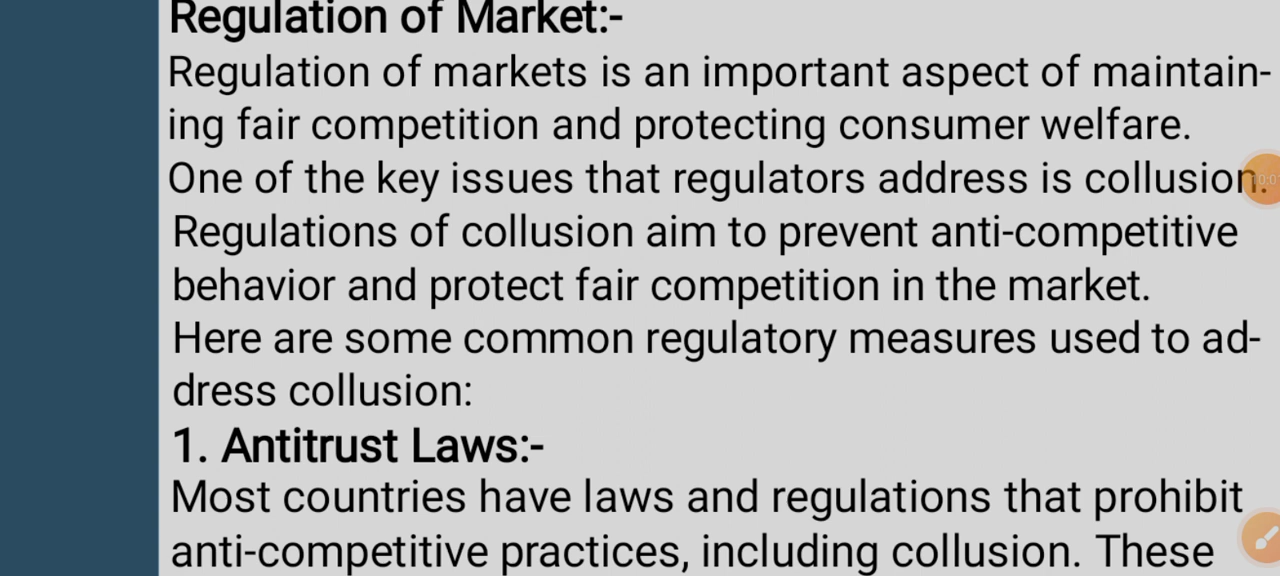 Regulation of Market:-
Regulation of markets is an important aspect of maintain-
ing fair competition and protecting consumer welfare.
One of the key issues that regulators address is collusion.
Regulations of collusion aim to prevent anti-competitive
behavior and protect fair competition in the market.
Here are some common regulatory measures used to ad-
dress collusion:
1. Antitrust Laws:-
Most countries have laws and regulations that prohibit
anti-competitive practices, including collusion. These